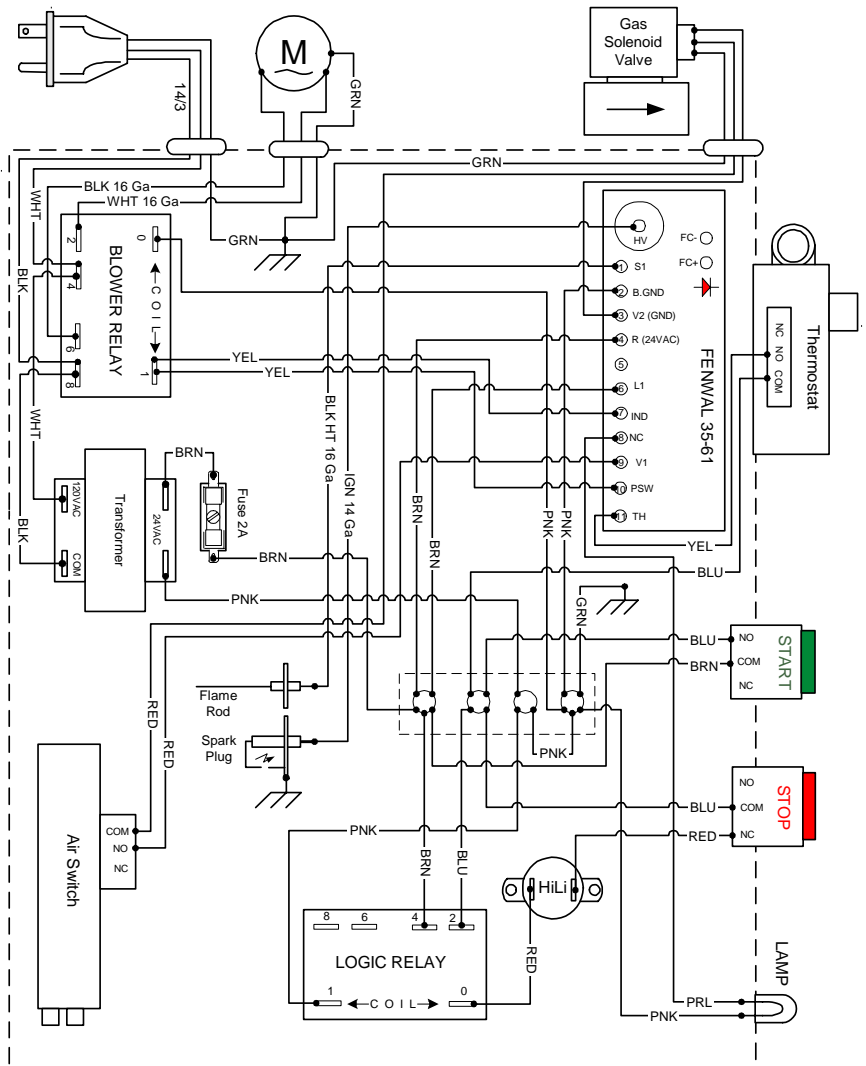 14/3
M
GRN
Gas
Solenoid
Valve
GRN
BLK 16 Ga
WHT 16 Ga
WHT
GRN
BLK
BLOWER RELAY
2
4
6
8
0
COIL
1
YEL
YEL
HV
FC-
FC+
1 S1
2 B.GND
3 V2 (GND)
4 R (24VAC)
5
6 L1
7 IND
8 NC
9 V1
10 PSW
11 TH
FENWAL 35-61
NC
NO
COM
Thermostat
BLK HT 16 Ga
IGN 14 Ga
WHT
BLK
BRN
120VAC
COM
Transformer
24VAC
Fuse 2A
BRN
PNK
BRN
BRN
PNK
PNK
YEL
BLU
GRN
BLU
BRN
NO
COM
NC
START
Flame
Rod
Spark
Plug
RED
RED
PNK
NO
COM
NC
STOP
BLU
RED
COM
NO
NC
Air Switch
PNK
BRN
BLU
HiLi
RED
8
6
4
2
LOGIC RELAY
1
COIL
0
LAMP
PRL
PNK